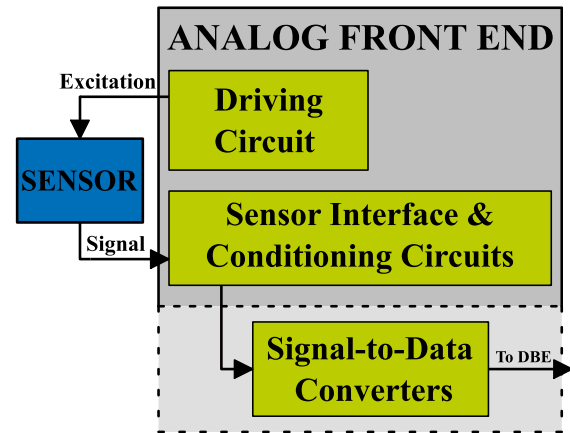 ANALOG FRONT END
Excitation
Driving
Circuit
SENSOR
Signal
Sensor Interface &
Conditioning Circuits
Signal-to-Data
Converters
To DBE